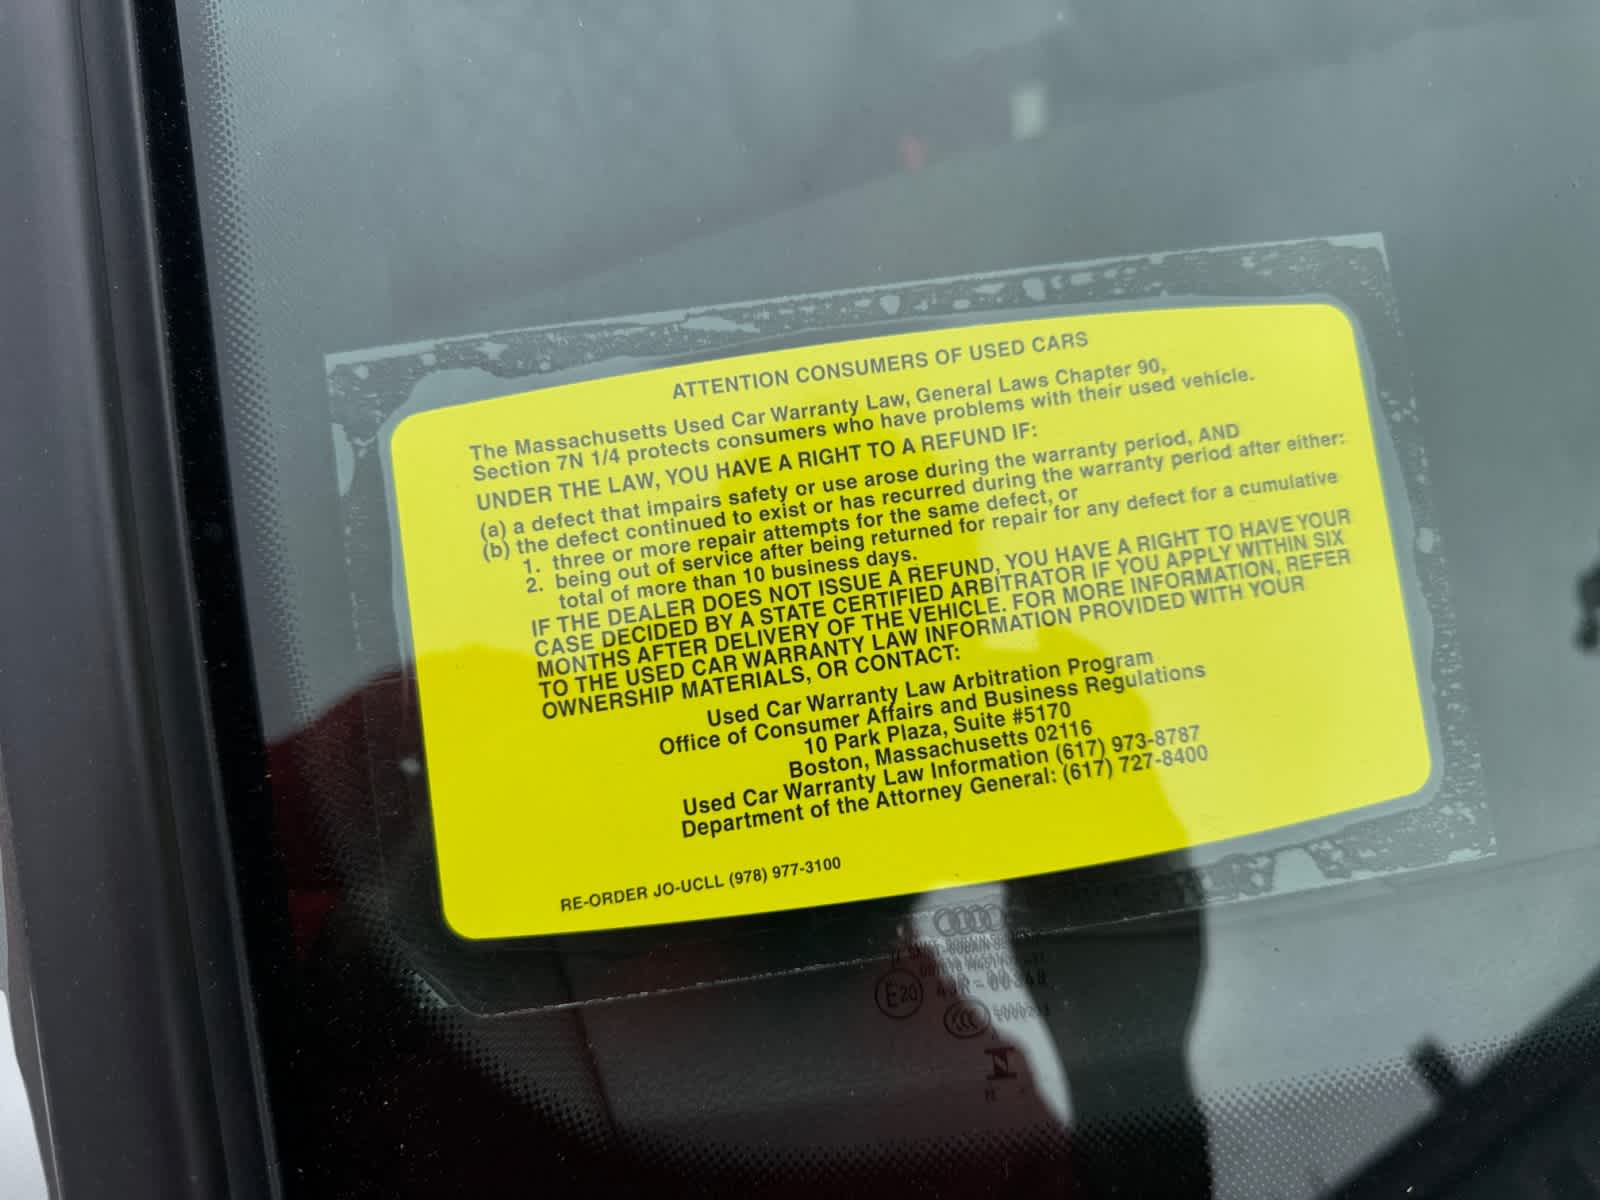 ATTENTION CONSUMERS OF USED CARS
The Massachusetts Used Car Warranty Law, General Laws Chapter 90,
Section 7N 1/4 protects consumers who have problems with their used vehicle.
UNDER THE LAW, YOU HAVE A RIGHT TO A REFUND IF:
(a) a defect that impairs safety or use arose during the warranty period, AND
(b) the defect continued to exist or has recurred during the warranty period after either:
1. three or more repair attempts for the same defect, or
2. being out of service after being returned for repair for any defect for a cumulative
total of more than 10 business days.
IF THE DEALER DOES NOT ISSUE A REFUND, YOU HAVE A RIGHT TO HAVE YOUR
CASE DECIDED BY A STATE CERTIFIED ARBITRATOR IF YOU APPLY WITHIN SIX
MONTHS AFTER DELIVERY OF THE VEHICLE. FOR MORE INFORMATION, REFER
TO THE USED CAR WARRANTY LAW INFORMATION PROVIDED WITH YOUR
OWNERSHIP MATERIALS, OR CONTACT:
Used Car Warranty Law Arbitration Program
Office of Consumer Affairs and Business Regulations
10 Park Plaza, Suite #5170
Boston, Massachusetts 02116
Used Car Warranty Law Information (617) 973-8787
Department of the Attorney General: (617) 727-8400
RE-ORDER JO-UCLL (978) 977-3100
E20